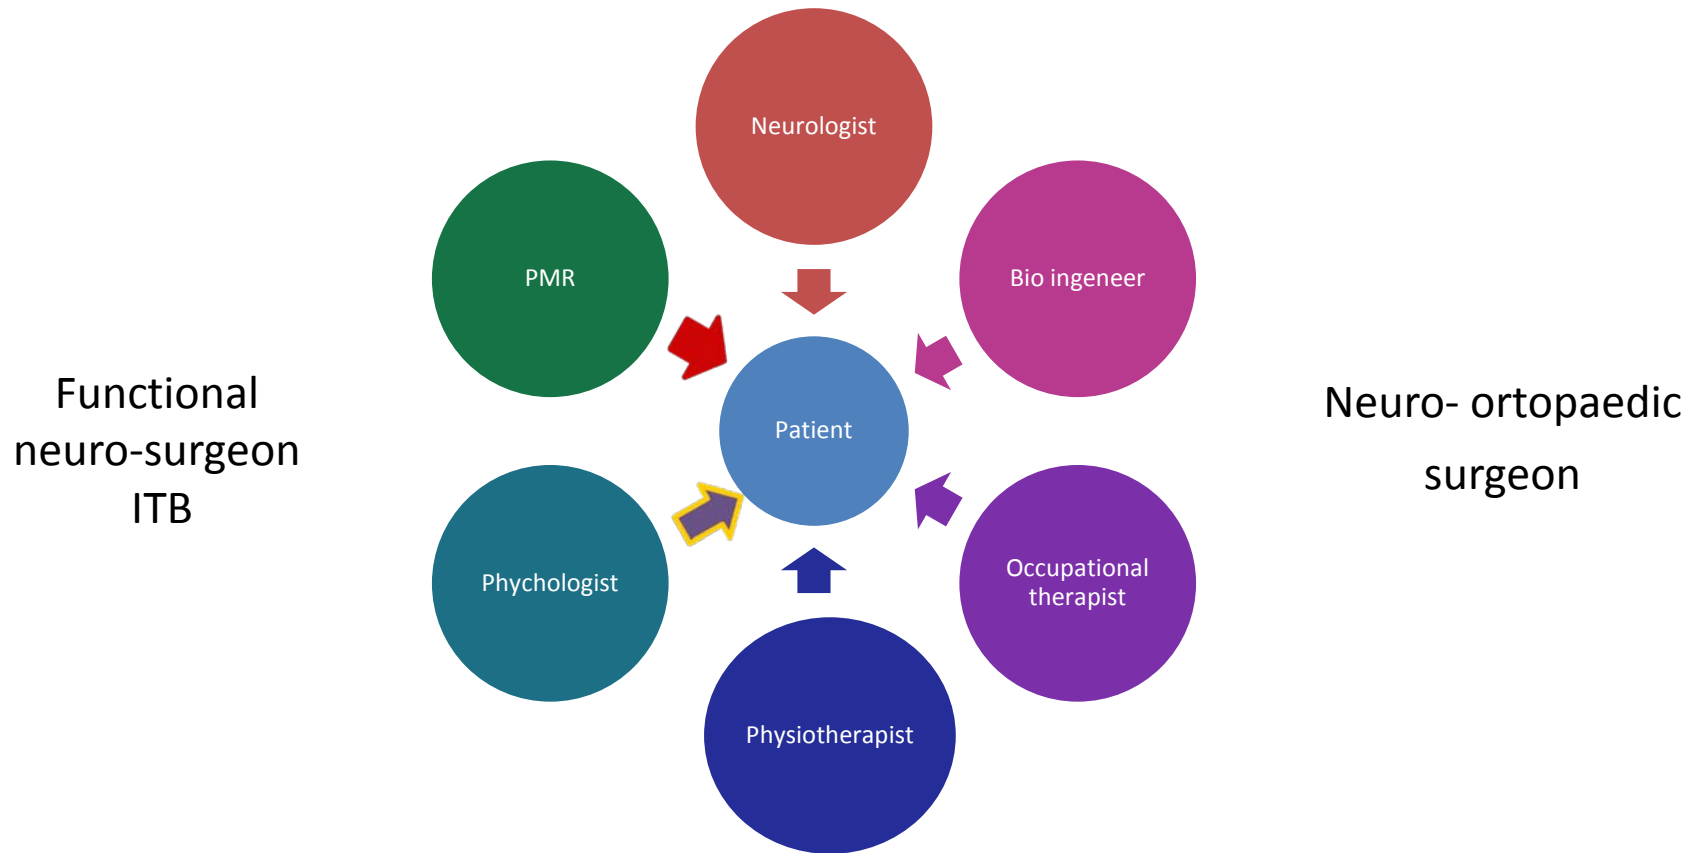 Neurologist
PMR
Bio ingeneer
Functional
neuro-surgeon
ITB
Patient
Neuro- ortopaedic
surgeon
Phychologist
Occupational
therapist
Physiotherapist